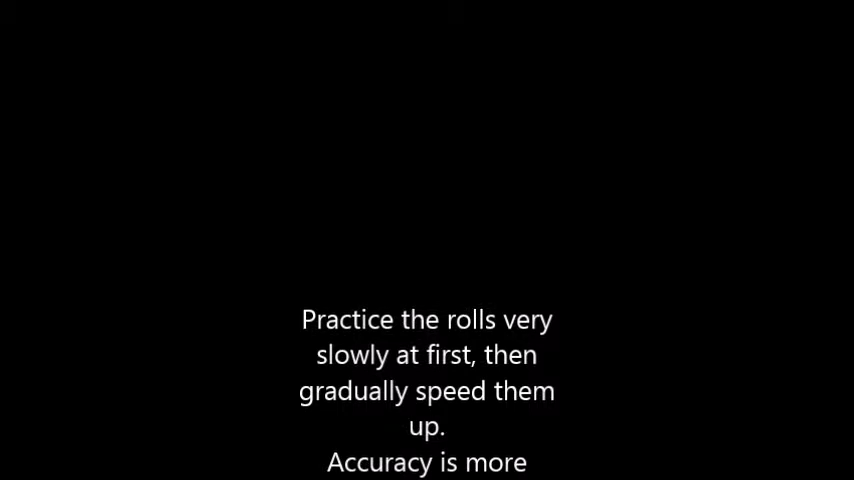 Practice the rolls very
slowly at first, then
gradually speed them
up.
Accuracy is more